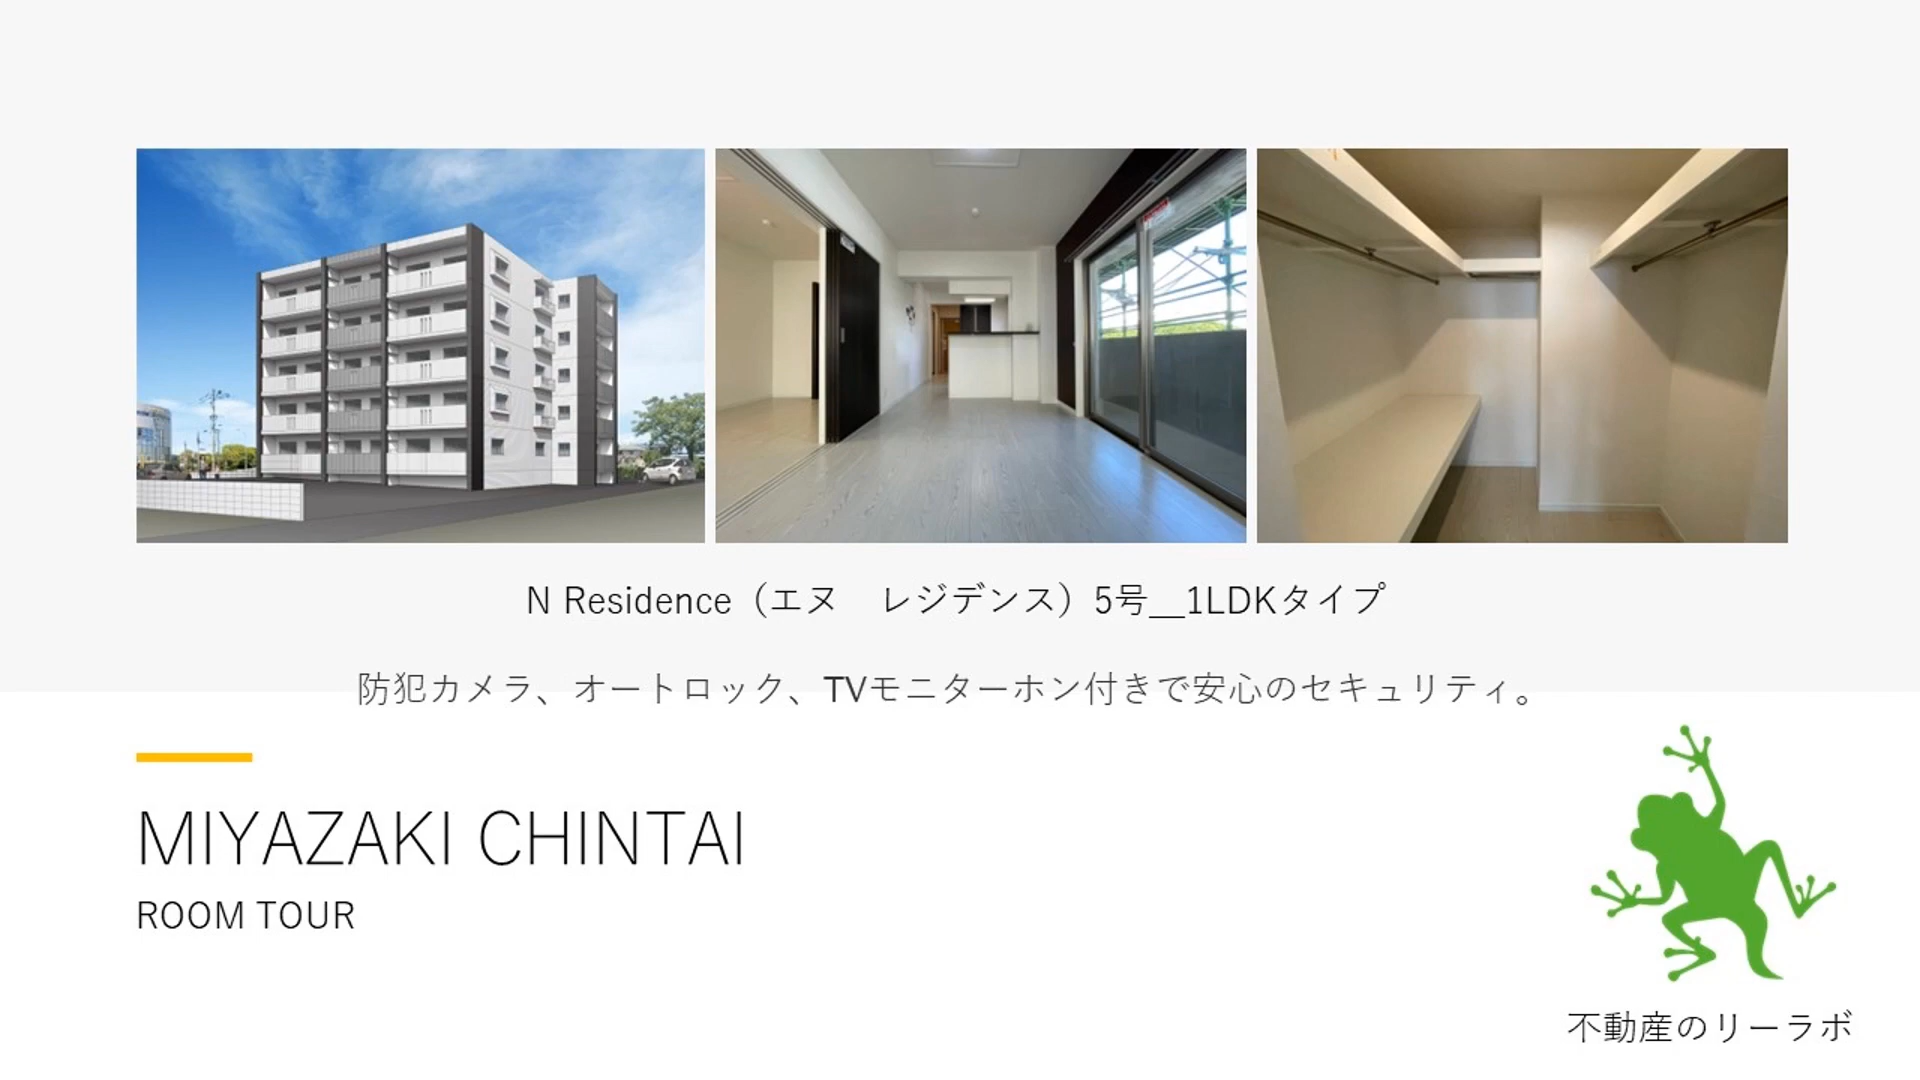 N Residence（エヌ　レジデンス）5号__1LDKタイプ
防犯カメラ、オートロック、TVモニターホン付きで安心のセキュリティ。
MIYAZAKI CHINTAI
ROOM TOUR
不動産のリーラボ